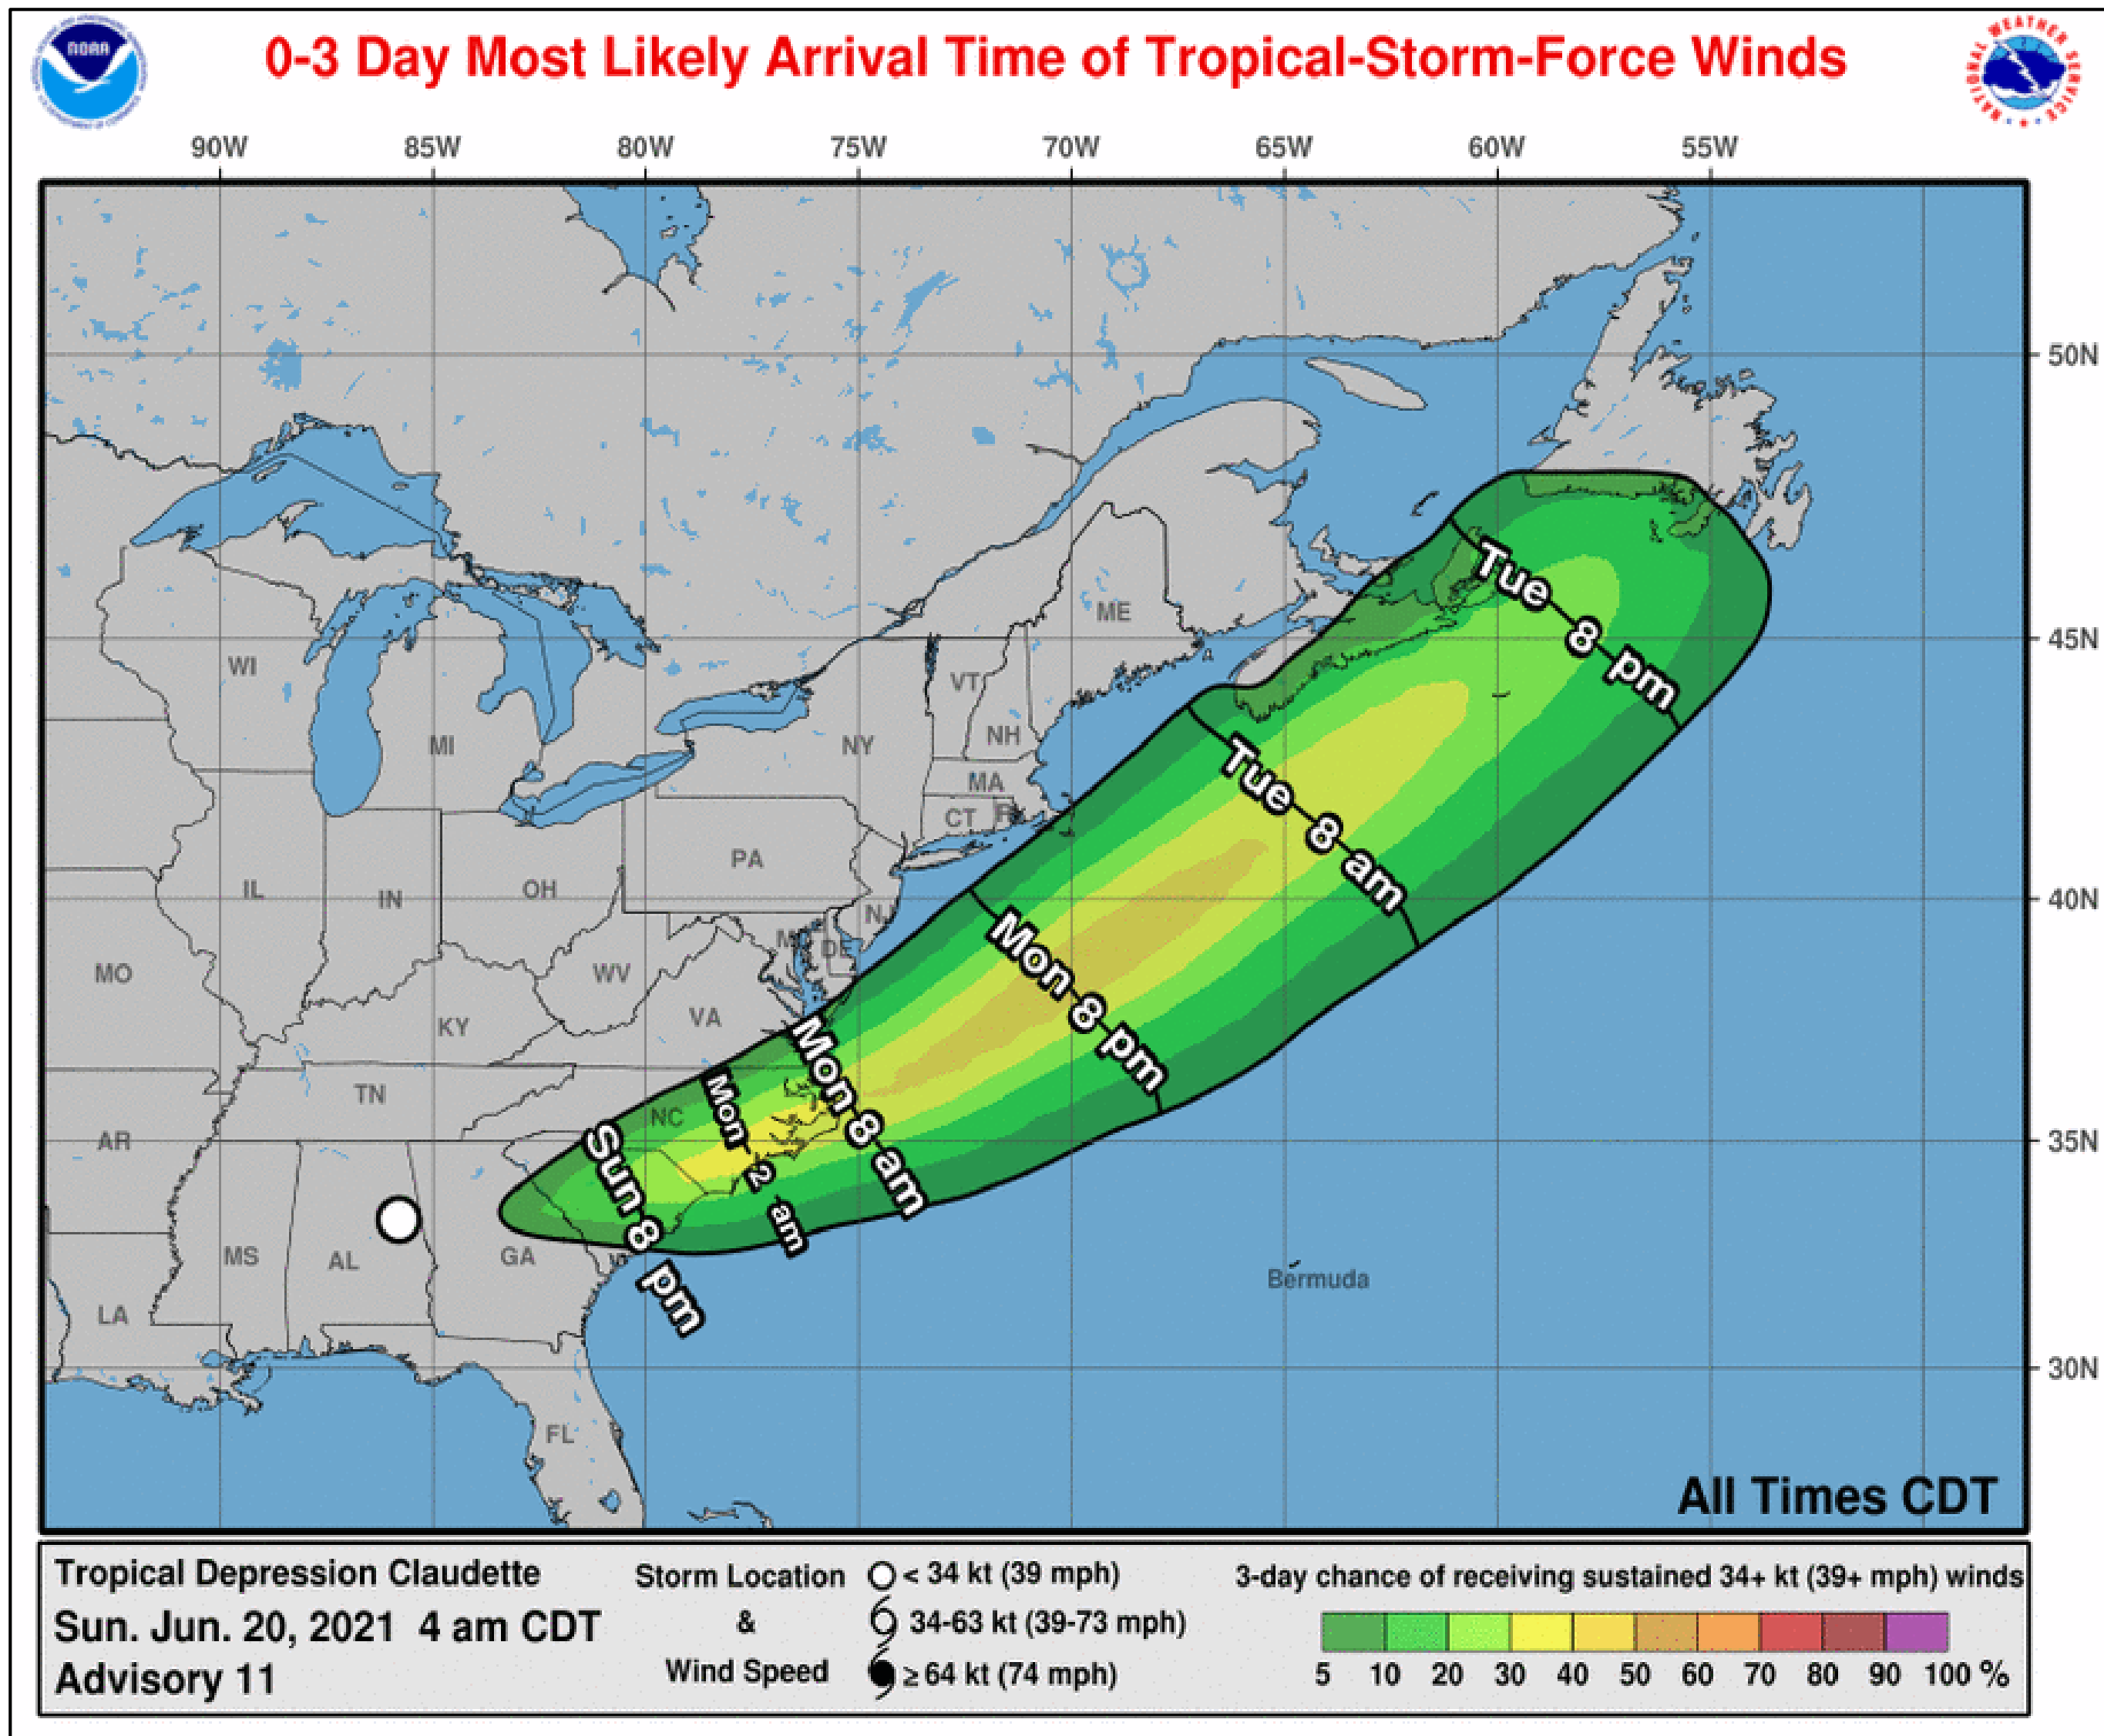 NOAA
0-3 Day Most Likely Arrival Time of Tropical-Storm-Force Winds
NATIONAL WEATHER SERVICE
90W 85W 80W 75W 70W 65W 60W 55W
50N
45N
40N
35N
30N
ME
WI
VT
MI
NY
NH
MA
CT
PA
IL
IN
OH
NJ
DE
MO
WV
KY
VA
TN
NC
AR
MS
AL
GA
LA
FL
Bermuda
Tue 8 pm
Tue 8 am
Mon 8 pm
Mon 8 am
Mon 2 am
Sun 8 pm
All Times CDT
Tropical Depression Claudette
Sun. Jun. 20, 2021 4 am CDT
Advisory 11
Storm Location
&
Wind Speed
< 34 kt (39 mph)
34-63 kt (39-73 mph)
≥ 64 kt (74 mph)
3-day chance of receiving sustained 34+ kt (39+ mph) winds
5 10 20 30 40 50 60 70 80 90 100 %